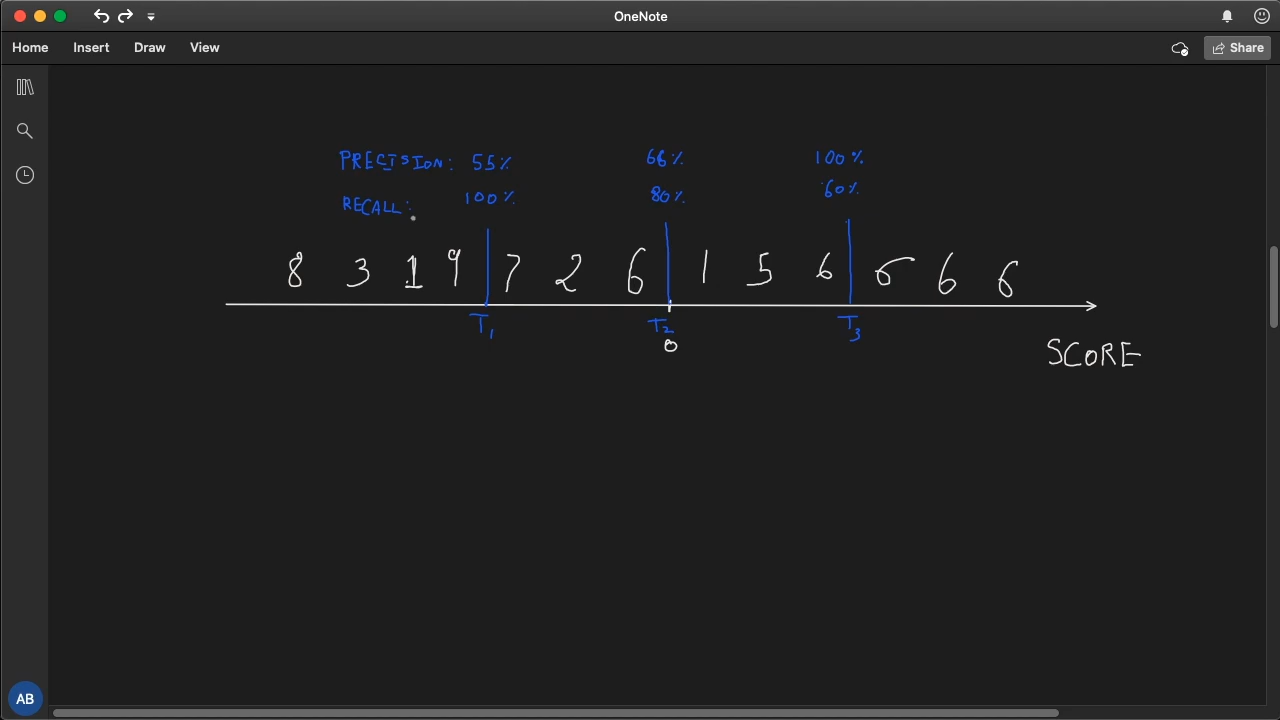 OneNote
Home Insert Draw View Share
PRECISION: 55% 66% 100%
RECALL: 100% 80% 60%
8 3 1 9 7 2 6 1 5 6 6 6 6
T1 T2 T3
0
SCORE
AB